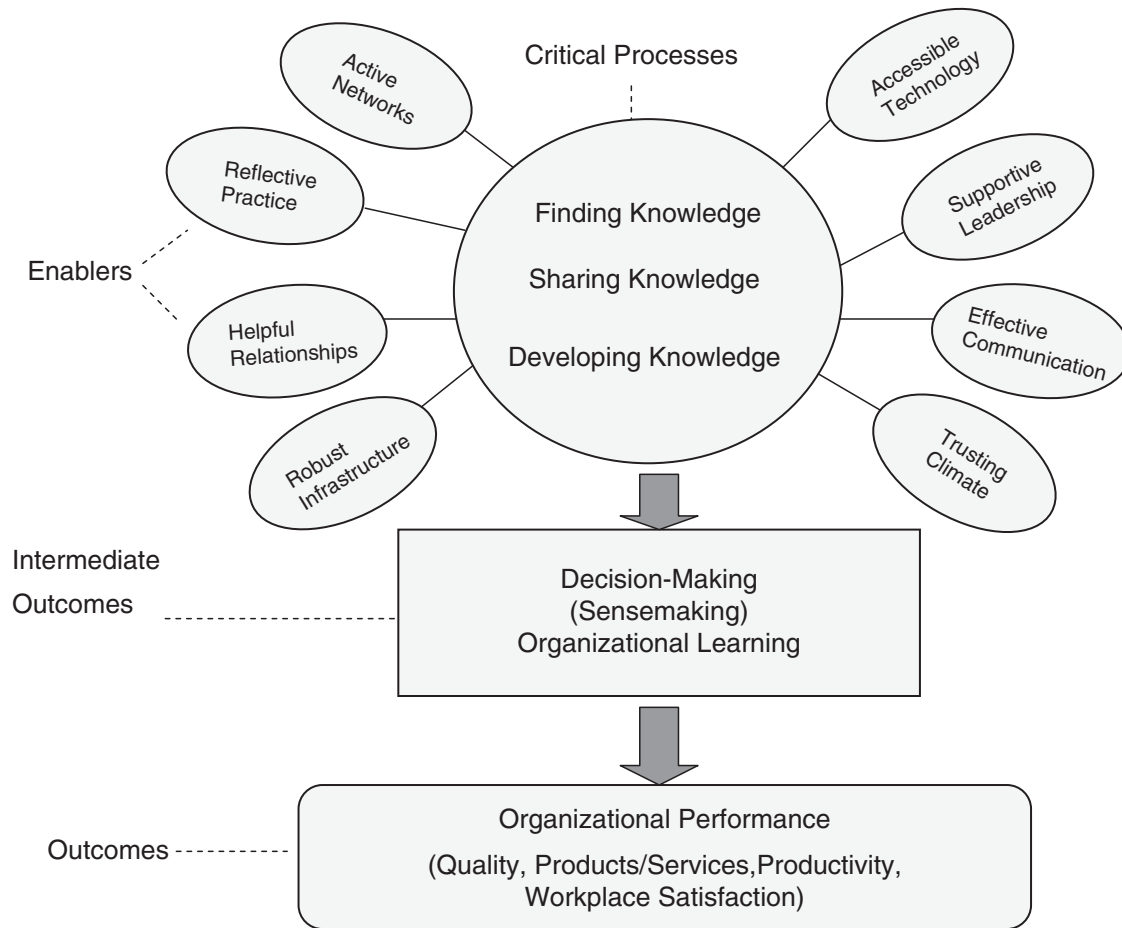 Critical Processes
Active
Networks
Accessible
Technology
Reflective
Practice
Supportive
Leadership
Finding Knowledge
Sharing Knowledge
Developing Knowledge
Enablers
Helpful
Relationships
Effective
Communication
Robust
Infrastructure
Trusting
Climate
Intermediate
Outcomes
Decision-Making
(Sensemaking)
Organizational Learning
Outcomes
Organizational Performance
(Quality, Products/Services,Productivity,
Workplace Satisfaction)